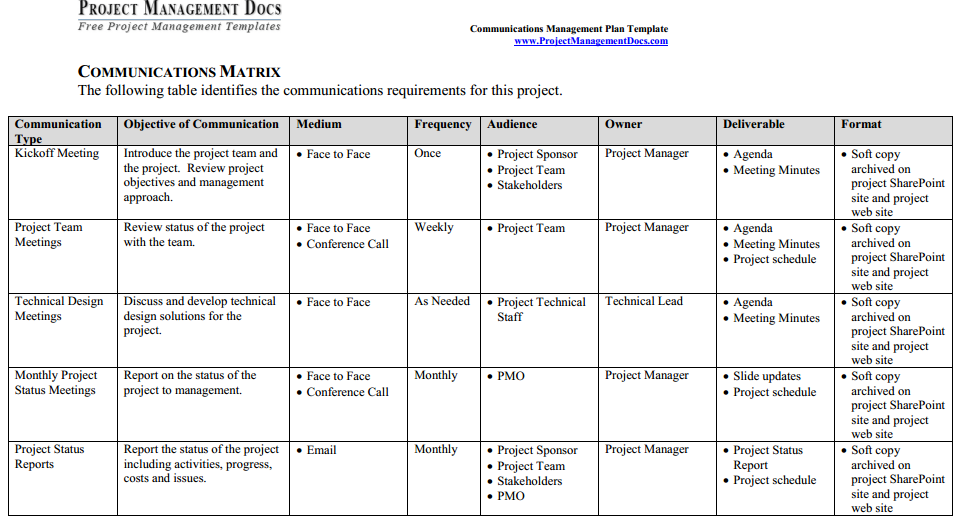 PROJECT MANAGEMENT DOCS
Free Project Management Templates
Communications Management Plan Template
www.ProjectManagementDocs.com
COMMUNICATIONS MATRIX
The following table identifies the communications requirements for this project.
Communication
Type
Objective of Communication
Medium
Frequency
Audience
Owner
Deliverable
Format
Kickoff Meeting
Introduce the project team and
the project. Review project
objectives and management
approach.
• Face to Face
Once
• Project Sponsor
• Project Team
• Stakeholders
Project Manager
• Agenda
• Meeting Minutes
• Soft copy
archived on
project SharePoint
site and project
web site
Project Team
Meetings
Review status of the project
with the team.
• Face to Face
• Conference Call
Weekly
• Project Team
Project Manager
• Agenda
• Meeting Minutes
• Project schedule
• Soft copy
archived on
project SharePoint
site and project
web site
Technical Design
Meetings
Discuss and develop technical
design solutions for the
project.
• Face to Face
As Needed
• Project Technical
Staff
Technical Lead
• Agenda
• Meeting Minutes
• Soft copy
archived on
project SharePoint
site and project
web site
Monthly Project
Status Meetings
Report on the status of the
project to management.
• Face to Face
• Conference Call
Monthly
• PMO
Project Manager
• Slide updates
• Project schedule
• Soft copy
archived on
project SharePoint
site and project
web site
Project Status
Reports
Report the status of the project
including activities, progress,
costs and issues.
• Email
Monthly
• Project Sponsor
• Project Team
• Stakeholders
• PMO
Project Manager
• Project Status
Report
• Project schedule
• Soft copy
archived on
project SharePoint
site and project
web site